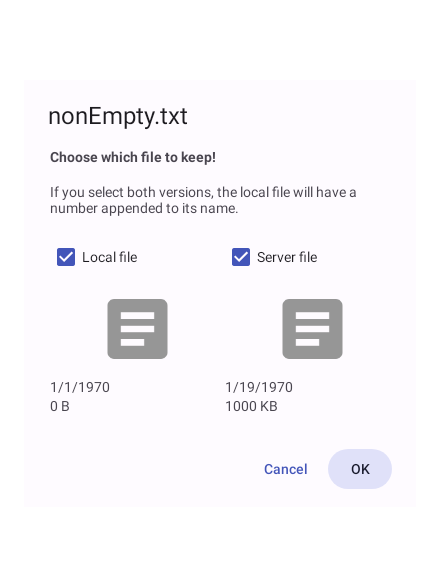 nonEmpty.txt
Choose which file to keep!
If you select both versions, the local file will have a
number appended to its name.
Local file
Server file
1/1/1970
0 B
1/19/1970
1000 KB
Cancel
OK